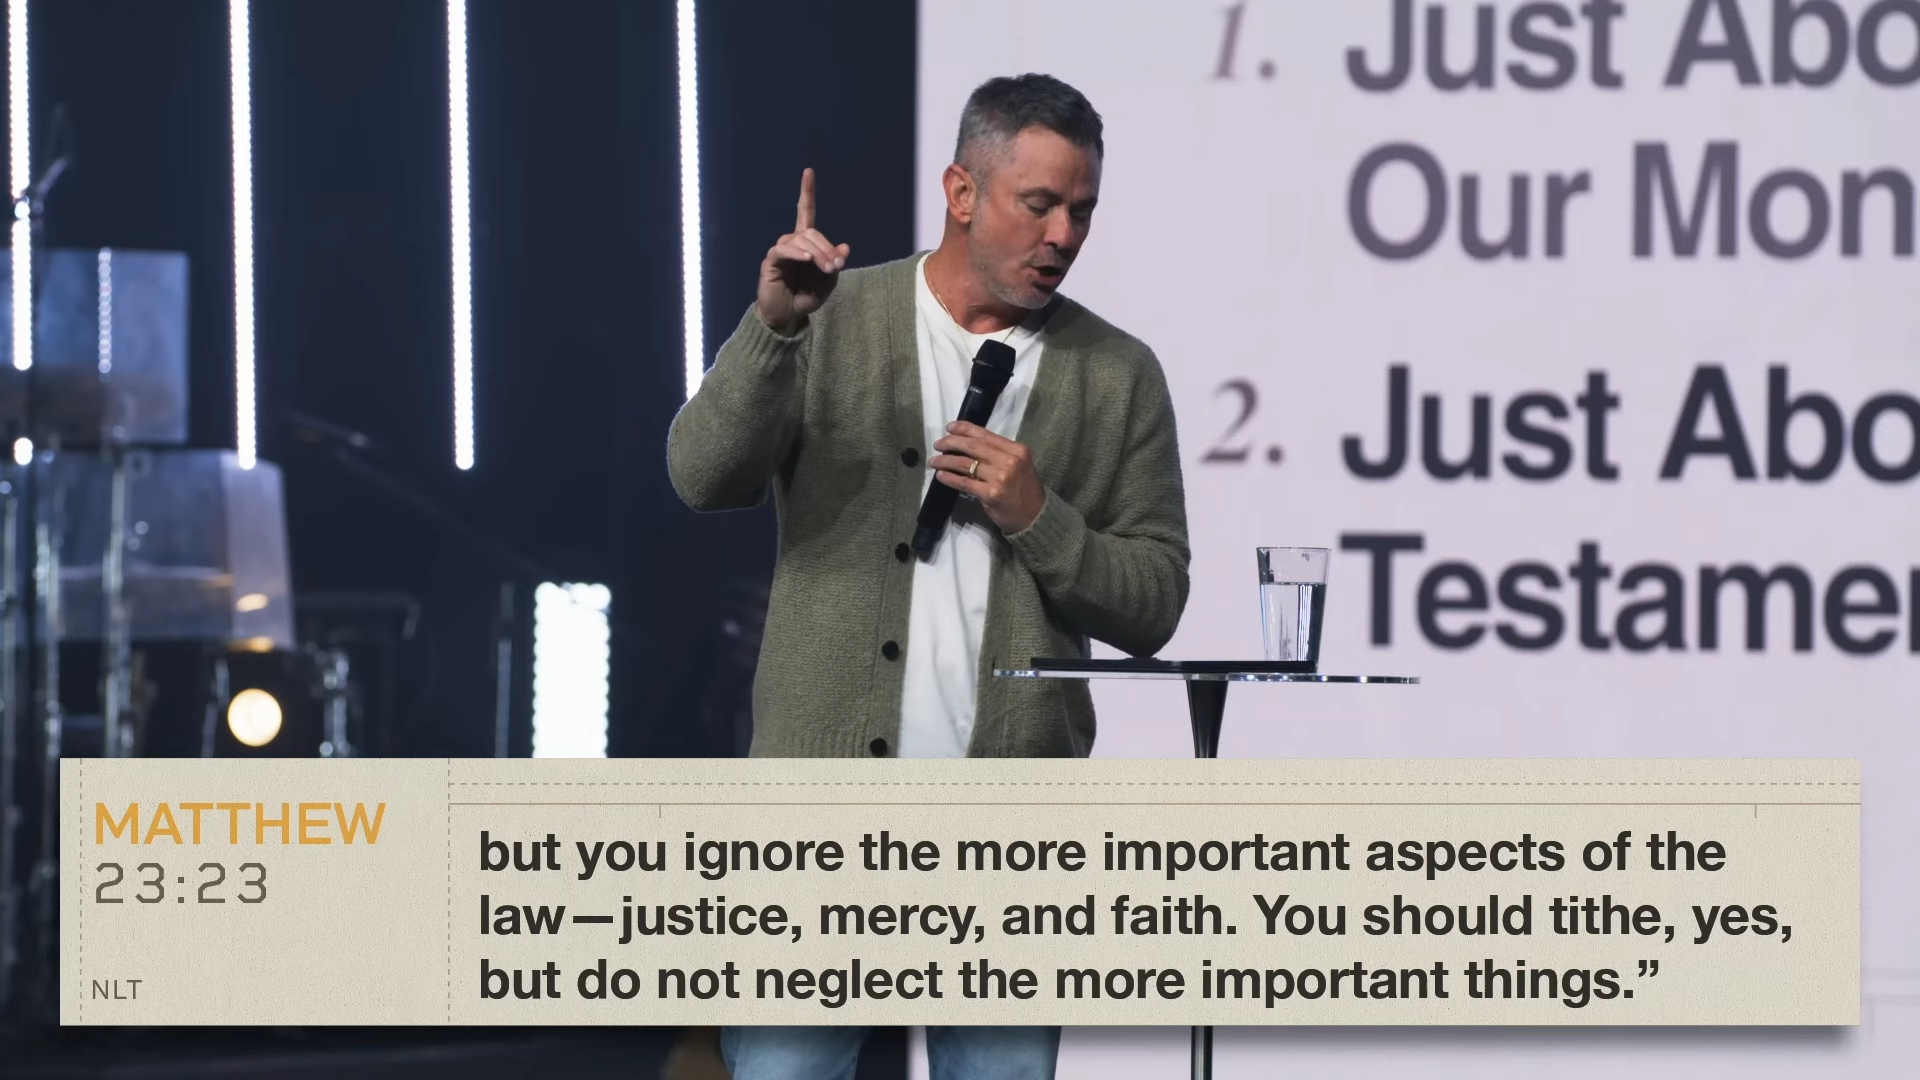 1. Just Abo
Our Mon
2. Just Abo
Testamer
MATTHEW
23:23
NLT
but you ignore the more important aspects of the
law—justice, mercy, and faith. You should tithe, yes,
but do not neglect the more important things.”